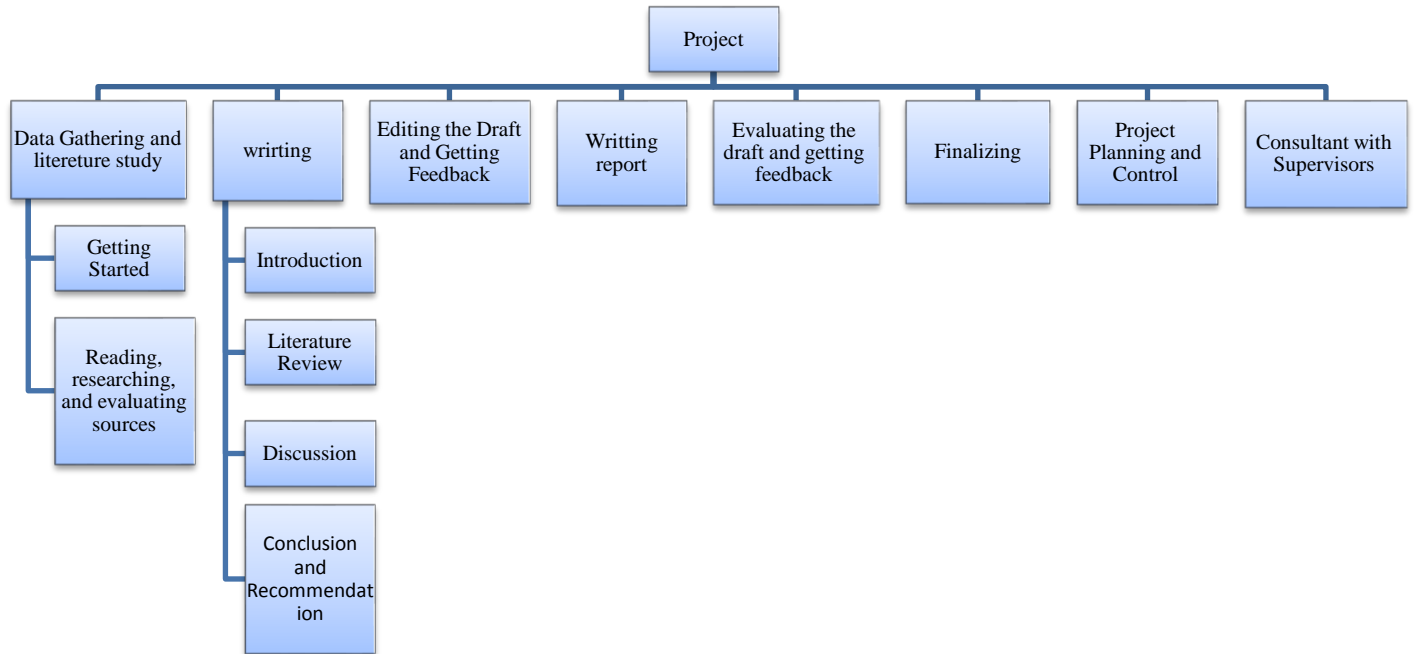 Project
Data Gathering and
litereture study
wrirting
Editing the Draft
and Getting
Feedback
Writting
report
Evaluating the
draft and getting
feedback
Finalizing
Project
Planning and
Control
Consultant with
Supervisors
Getting
Started
Reading,
researching,
and evaluating
sources
Introduction
Literature
Review
Discussion
Conclusion
and
Recommendat
ion